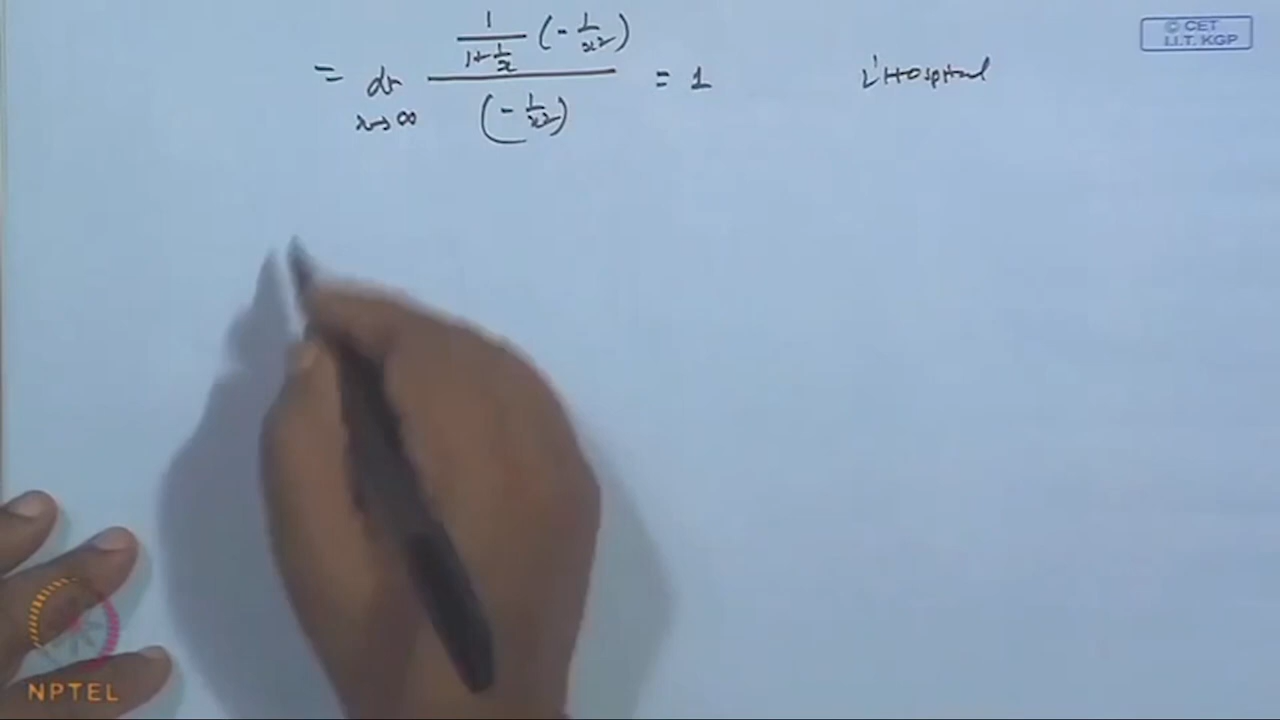 = lt x→∞ (1/(1+1/x) (-1/x²)) / (-1/x²) = 1
L'Hospital
© CET
I.I.T. KGP
NPTEL